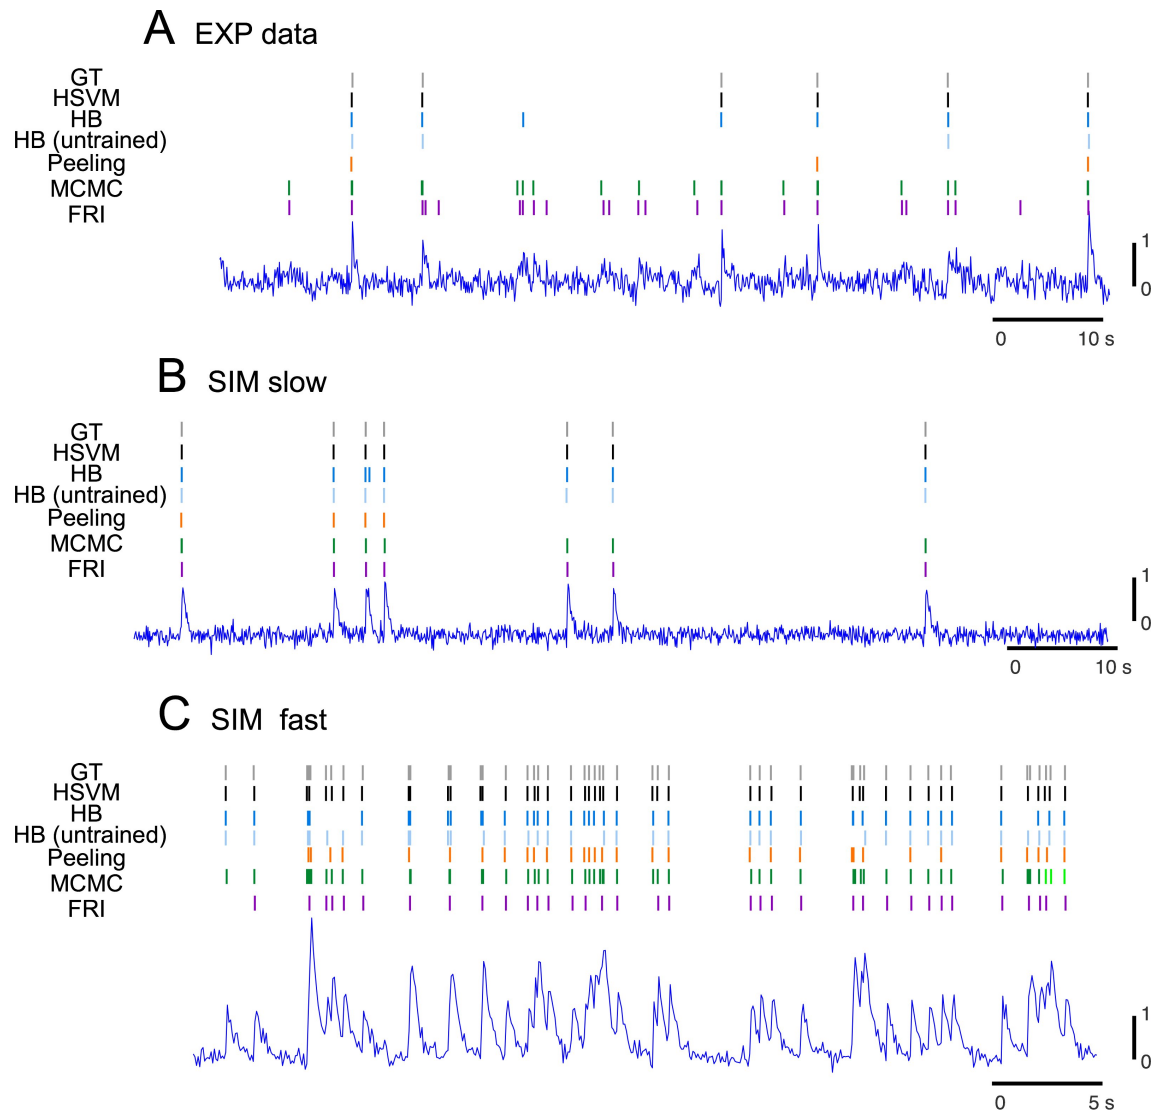 A EXP data
GT
HSVM
HB
HB (untrained)
Peeling
MCMC
FRI
1
0
0 10 s
B SIM slow
GT
HSVM
HB
HB (untrained)
Peeling
MCMC
FRI
1
0
0 10 s
C SIM fast
GT
HSVM
HB
HB (untrained)
Peeling
MCMC
FRI
1
0
0 5 s